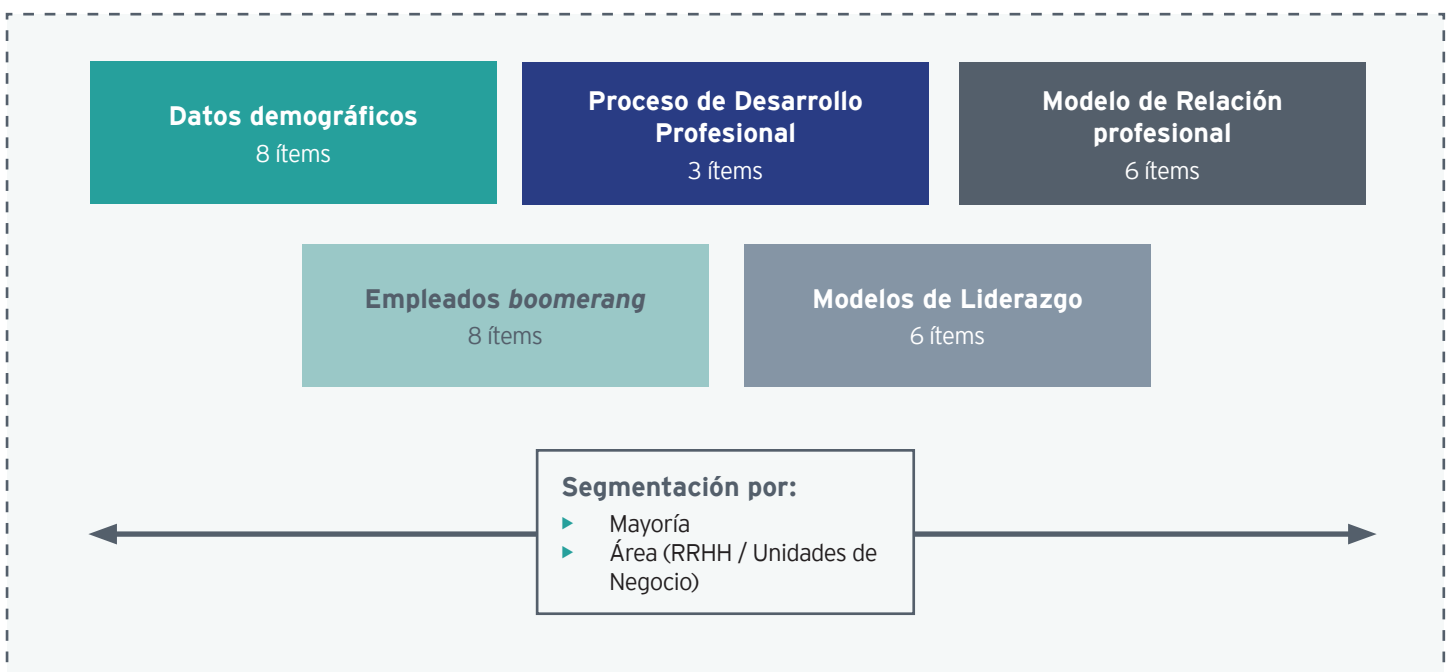 Datos demográficos
8 ítems
Proceso de Desarrollo
Profesional
3 ítems
Modelo de Relación
profesional
6 ítems
Empleados boomerang
8 ítems
Modelos de Liderazgo
6 ítems
Segmentación por:
Mayoría
Área (RRHH / Unidades de
Negocio)